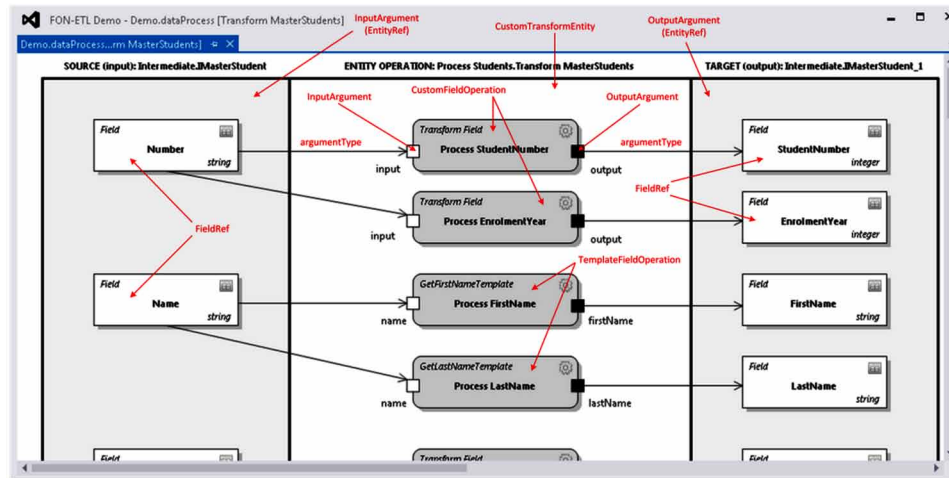 FON-ETL Demo - Demo.dataProcess [Transform MasterStudents]
InputArgument
(EntityRef)
CustomTransformEntity
OutputArgument
(EntityRef)
Demo.dataProcess...rm MasterStudents]
SOURCE (input): Intermediate.IMasterStudent
ENTITY OPERATION: Process Students.Transform MasterStudents
TARGET (output): Intermediate.IMasterStudent_1
InputArgument
CustomFieldOperation
OutputArgument
Field
Number
string
argumentType
Transform Field
Process StudentNumber
input
output
argumentType
Field
StudentNumber
integer
FieldRef
Transform Field
Process EnrolmentYear
input
output
FieldRef
Field
EnrolmentYear
integer
TemplateFieldOperation
Field
Name
string
GetFirstNameTemplate
Process FirstName
name
firstName
Field
FirstName
string
GetLastNameTemplate
Process LastName
name
lastName
Field
LastName
string
Field
Transform Field
Field